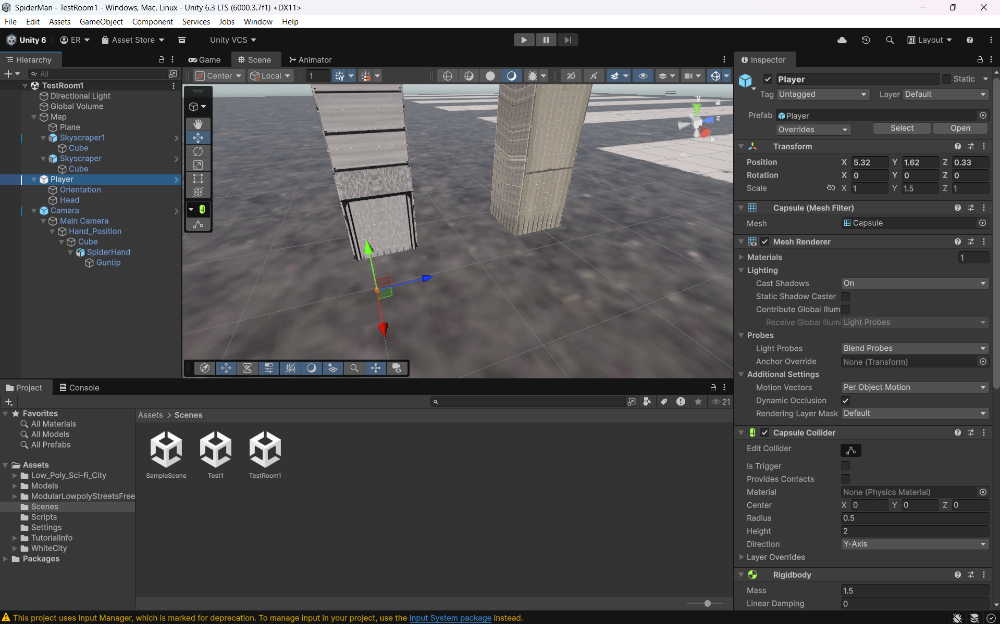 SpiderMan - TestRoom1 - Windows, Mac, Linux - Unity 6.3 LTS (6000.3.7f1) <DX11>
File Edit Assets GameObject Component Services Jobs Window Help
Unity 6 ER Asset Store Unity VCS Layout
Hierarchy
All
TestRoom1
Directional Light
Global Volume
Map
Plane
Skyscraper1
Cube
Skyscraper
Cube
Player
Orientation
Head
Camara
Main Camera
Hand_Position
Cube
SpiderHand
Guntip
Game Scene Animator
Center Local 1 2D
y
z
x
Inspector
Player Static
Tag Untagged Layer Default
Prefab Player
Overrides Select Open
Transform
Position X 5.32 Y 1.62 Z 0.33
Rotation X 0 Y 0 Z 0
Scale X 1 Y 1.5 Z 1
Capsule (Mesh Filter)
Mesh Capsule
Mesh Renderer
Materials 1
Lighting
Cast Shadows On
Static Shadow Caster
Contribute Global Illum
Receive Global Illumi Light Probes
Probes
Light Probes Blend Probes
Anchor Override None (Transform)
Additional Settings
Motion Vectors Per Object Motion
Dynamic Occlusion
Rendering Layer Mask Default
Capsule Collider
Edit Collider
Is Trigger
Provides Contacts
Material None (Physics Material)
Center X 0 Y 0 Z 0
Radius 0.5
Height 2
Direction Y-Axis
Layer Overrides
Rigidbody
Mass 1.5
Linear Damping 0
Project Console
21
Favorites
All Materials
All Models
All Prefabs
Assets
Low_Poly_Sci-fi_City
Models
ModularLowpolyStreetsFree
Scenes
Scripts
Settings
TutorialInfo
WhiteCity
Packages
Assets > Scenes
SampleScene Test1 TestRoom1
This project uses Input Manager, which is marked for deprecation. To manage input in your project, use the Input System package instead.